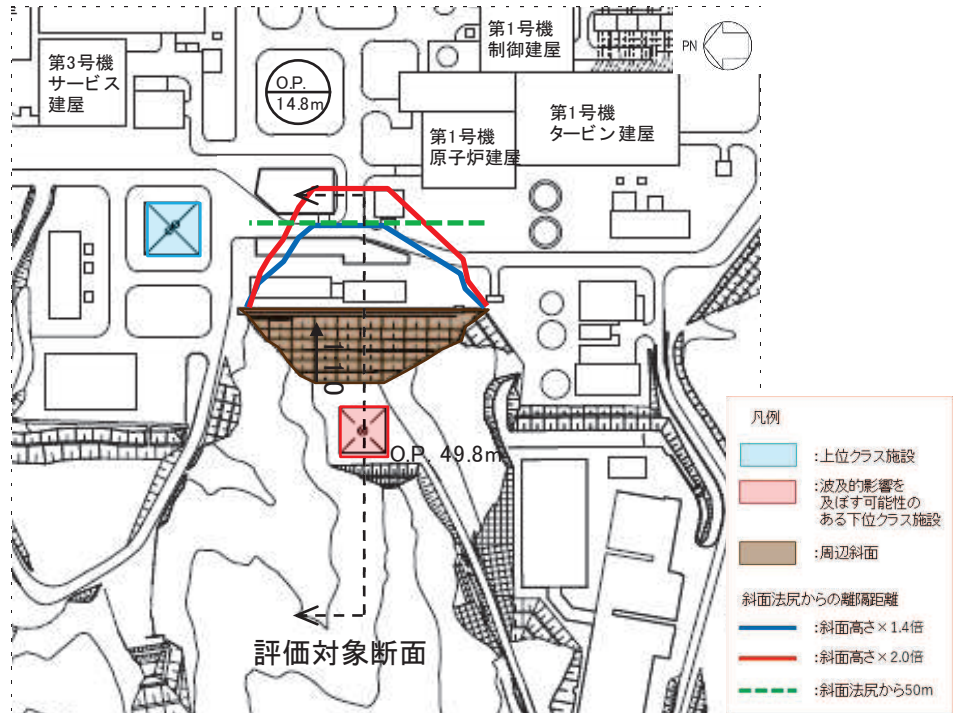 第3号機
サービス
建屋
O.P.
14.8m
第1号機
制御建屋
PN
第1号機
原子炉建屋
第1号機
タービン建屋
O.P. 49.8m
評価対象断面
凡例
:上位クラス施設
:波及的影響を
及ぼす可能性の
ある下位クラス施設
:周辺斜面
斜面法尻からの離隔距離
:斜面高さ×1.4倍
:斜面高さ×2.0倍
:斜面法尻から50m